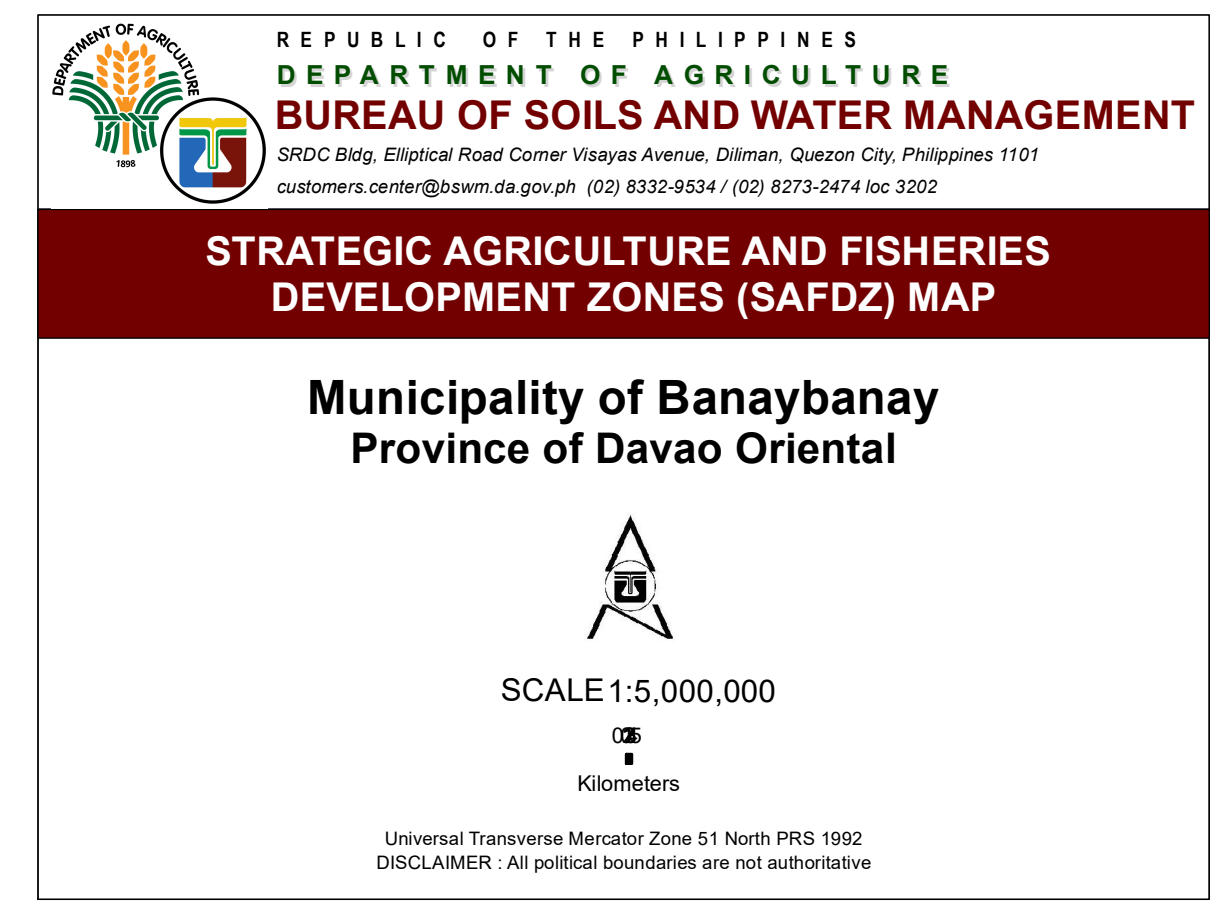 DEPARTMENT OF AGRICULTURE
1898
REPUBLIC OF THE PHILIPPINES
DEPARTMENT OF AGRICULTURE
BUREAU OF SOILS AND WATER MANAGEMENT
SRDC Bldg, Elliptical Road Corner Visayas Avenue, Diliman, Quezon City, Philippines 1101
customers.center@bswm.da.gov.ph (02) 8332-9534 / (02) 8273-2474 loc 3202
STRATEGIC AGRICULTURE AND FISHERIES
DEVELOPMENT ZONES (SAFDZ) MAP
Municipality of Banaybanay
Province of Davao Oriental
SCALE 1:5,000,000
Kilometers
Universal Transverse Mercator Zone 51 North PRS 1992
DISCLAIMER : All political boundaries are not authoritative